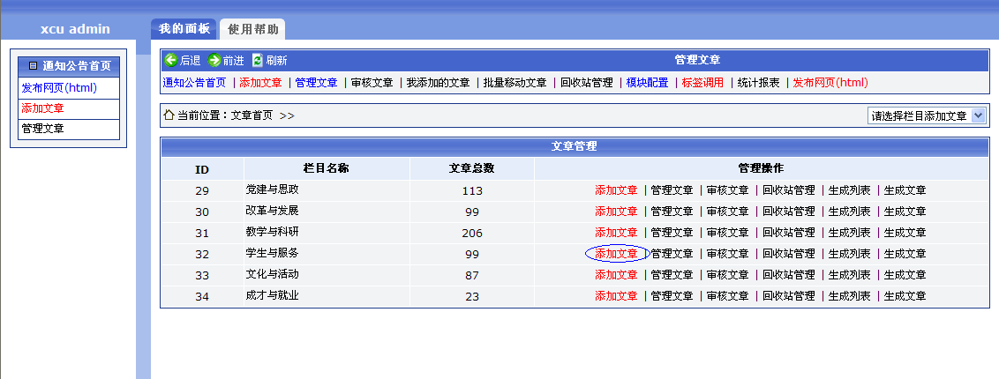 xcu admin
我的面板 使用帮助
通知公告首页
发布网页(html)
添加文章
管理文章
后退 前进 刷新 管理文章
通知公告首页 | 添加文章 | 管理文章 | 审核文章 | 我添加的文章 | 批量移动文章 | 回收站管理 | 模块配置 | 标签调用 | 统计报表 | 发布网页(html)
当前位置：文章首页 >> 请选择栏目添加文章
文章管理
ID 栏目名称 文章总数 管理操作
29 党建与思政 113 添加文章 | 管理文章 | 审核文章 | 回收站管理 | 生成列表 | 生成文章
30 改革与发展 99 添加文章 | 管理文章 | 审核文章 | 回收站管理 | 生成列表 | 生成文章
31 教学与科研 206 添加文章 | 管理文章 | 审核文章 | 回收站管理 | 生成列表 | 生成文章
32 学生与服务 99 添加文章 | 管理文章 | 审核文章 | 回收站管理 | 生成列表 | 生成文章
33 文化与活动 87 添加文章 | 管理文章 | 审核文章 | 回收站管理 | 生成列表 | 生成文章
34 成才与就业 23 添加文章 | 管理文章 | 审核文章 | 回收站管理 | 生成列表 | 生成文章